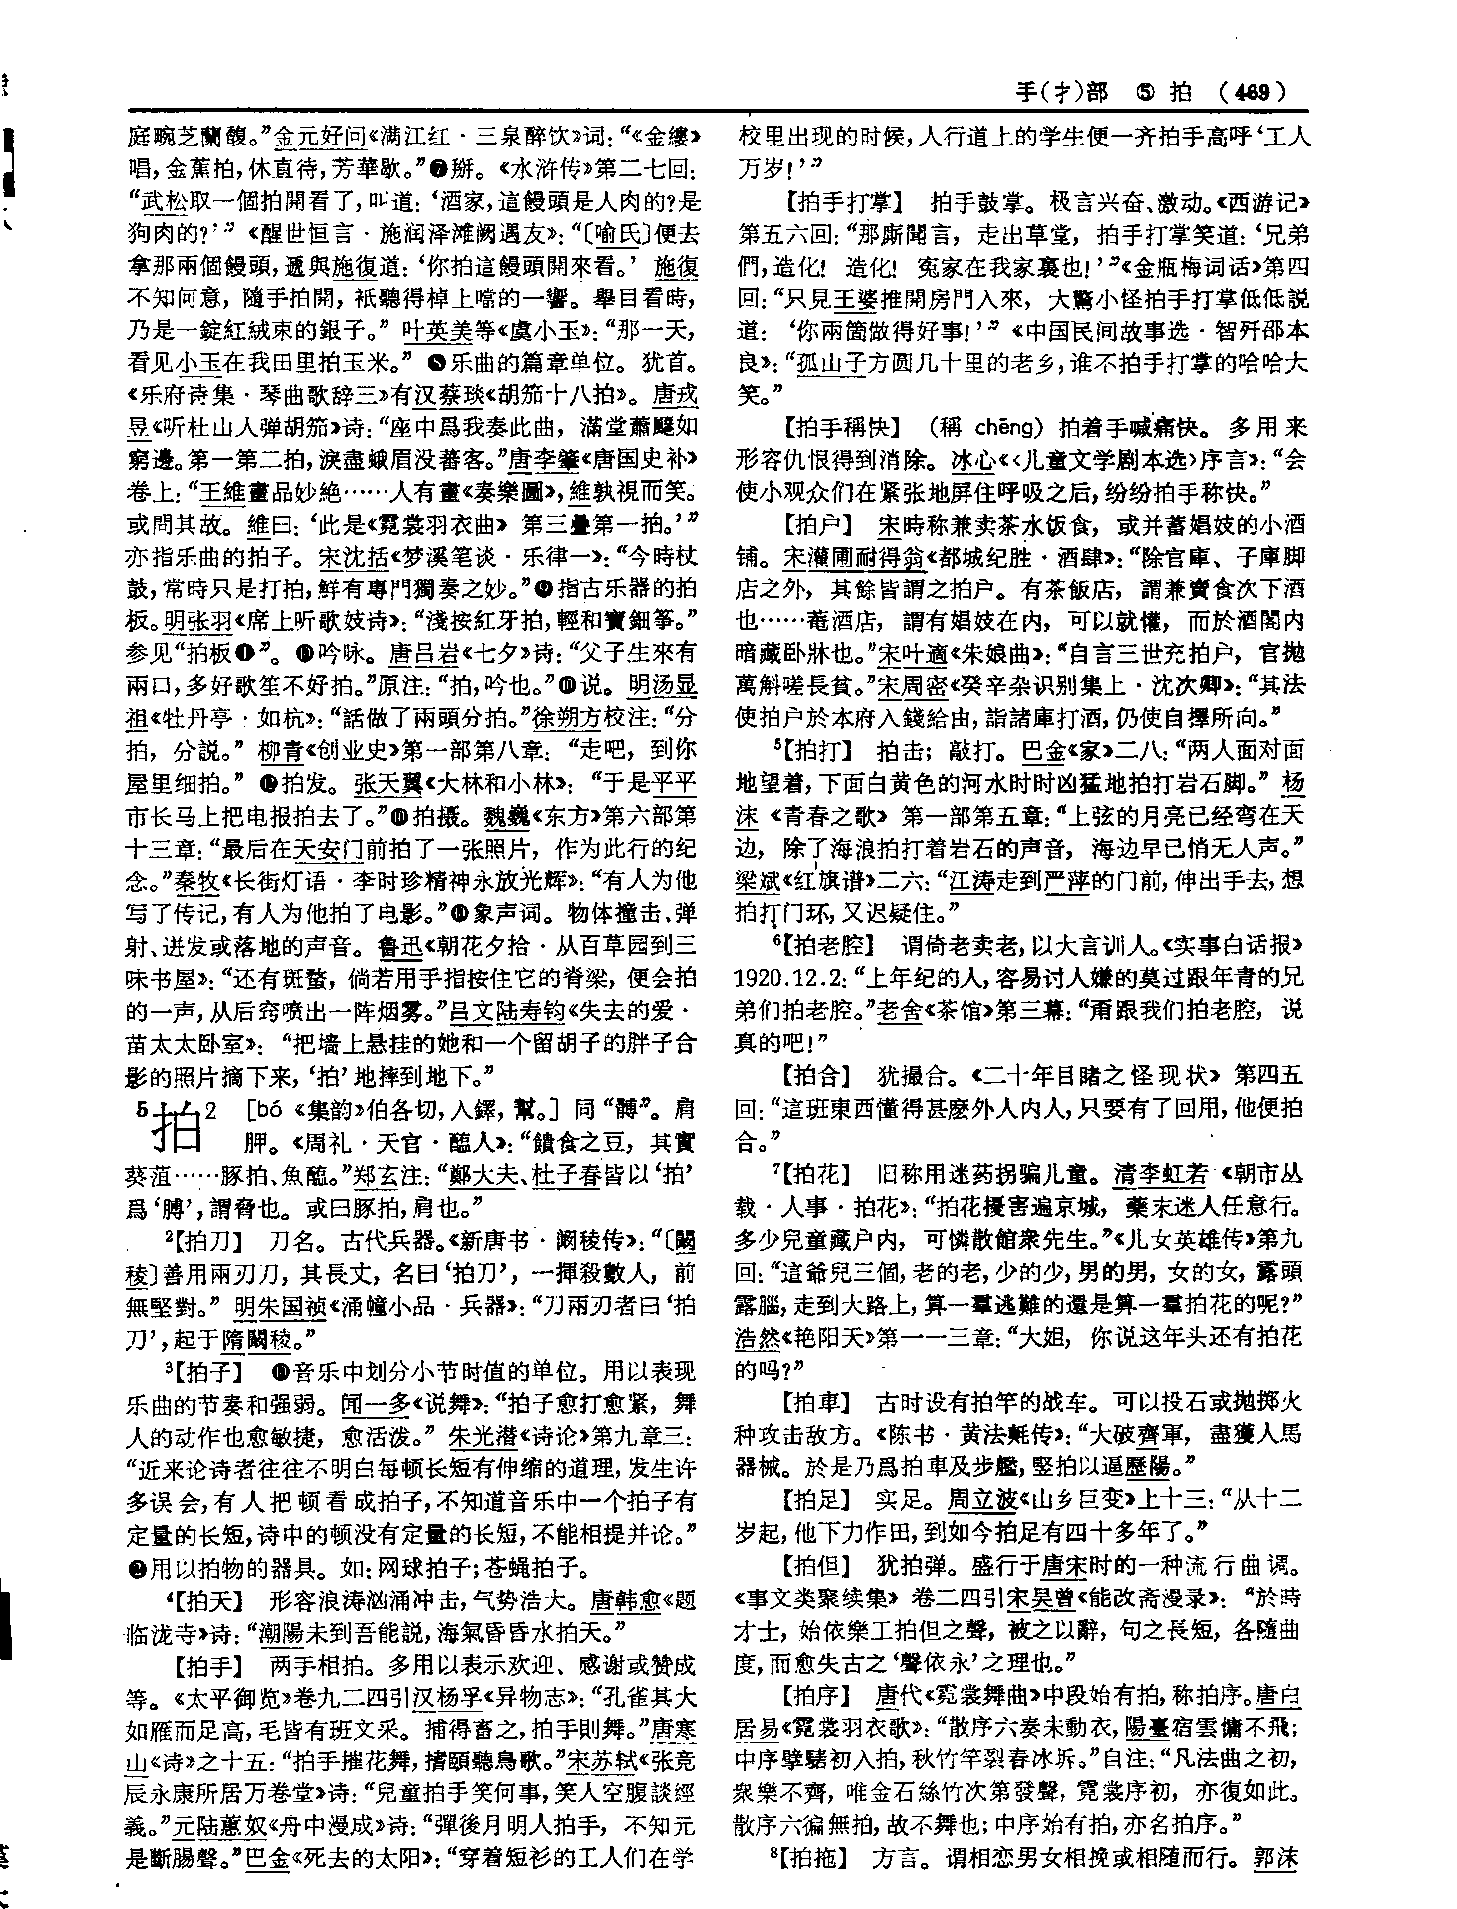 手(扌)部 ⑤ 拍 (469)
庭畹芝蘭馥。”金元好问《满江红·三泉醉饮》词：“《金缕》
唱，金蕉拍，休直待，芳華歇。”❼掰。《水浒传》第二七回：
“武松取一個拍開看了，叫道：‘酒家，這饅頭是人肉的？是
狗肉的？’”《醒世恒言·施润泽滩阙遇友》：“〔喻氏〕便去
拿那兩個饅頭，遞與施復道：‘你拍這饅頭開來看。’施復
不知何意，隨手拍開，衹聽得棹上噹的一響。舉目看時，
乃是一錠紅絨束的銀子。”叶英美等《虞小玉》：“那一天，
看见小玉在我田里拍玉米。”❽乐曲的篇章单位。犹首。
《乐府诗集·琴曲歌辞三》有汉蔡琰《胡笳十八拍》。唐戎
昱《听杜山人弹胡笳》诗：“座中爲我奏此曲，滿堂蕭颼如
窮邊。第一第二拍，淚盡蛾眉没蕃客。”唐李肇《唐国史补》
卷上：“王維畫品妙絶……人有畫《奏樂圖》，維孰視而笑。
或問其故。維曰：‘此是《霓裳羽衣曲》第三疊第一拍。’”
亦指乐曲的拍子。宋沈括《梦溪笔谈·乐律一》：“今時杖
鼓，常時只是打拍，鮮有專門獨奏之妙。”❾指古乐器的拍
板。明张羽《席上听歌妓诗》：“淺按紅牙拍，輕和寶鈿筝。”
参见“拍板❶”。❿吟咏。唐吕岩《七夕》诗：“父子生來有
兩口，多好歌笙不好拍。”原注：“拍，吟也。”⓫说。明汤显
祖《牡丹亭·如杭》：“話做了兩頭分拍。”徐朔方校注：“分
拍，分説。”柳青《创业史》第一部第八章：“走吧，到你
屋里细拍。”⓬拍发。张天翼《大林和小林》：“于是平平
市长马上把电报拍去了。”⓭拍摄。魏巍《东方》第六部第
十三章：“最后在天安门前拍了一张照片，作为此行的纪
念。”秦牧《长街灯语·李时珍精神永放光辉》：“有人为他
写了传记，有人为他拍了电影。”⓮象声词。物体撞击、弹
射、迸发或落地的声音。鲁迅《朝花夕拾·从百草园到三
味书屋》：“还有斑蝥，倘若用手指按住它的脊梁，便会拍
的一声，从后窍喷出一阵烟雾。”吕文陆寿钧《失去的爱·
苗太太卧室》：“把墙上悬挂的她和一个留胡子的胖子合
影的照片摘下来，‘拍’地摔到地下。”
5拍2 [bó《集韵》伯各切，入鐸，幫。]同“髆”。肩
胛。《周礼·天官·醢人》：“饋食之豆，其實
葵菹……豚拍、魚醢。”郑玄注：“鄭大夫、杜子春皆以‘拍’
爲‘膊’，謂脅也。或曰豚拍，肩也。”
2【拍刀】 刀名。古代兵器。《新唐书·阚稜传》：“〔闞
稜〕善用兩刃刀，其長丈，名曰‘拍刀’，一揮殺數人，前
無堅對。”明朱国祯《涌幢小品·兵器》：“刀兩刃者曰‘拍
刀’，起于隋闞稜。”
3【拍子】 ❶音乐中划分小节时值的单位。用以表现
乐曲的节奏和强弱。闻一多《说舞》：“拍子愈打愈紧，舞
人的动作也愈敏捷，愈活泼。”朱光潜《诗论》第九章三：
“近来论诗者往往不明白每顿长短有伸缩的道理，发生许
多误会，有人把顿看成拍子，不知道音乐中一个拍子有
定量的长短，诗中的顿没有定量的长短，不能相提并论。”
❷用以拍物的器具。如：网球拍子；苍蝇拍子。
4【拍天】 形容浪涛汹涌冲击，气势浩大。唐韩愈《题
临泷寺》诗：“潮陽未到吾能説，海氣昏昏水拍天。”
【拍手】 两手相拍。多用以表示欢迎、感谢或赞成
等。《太平御览》卷九二四引汉杨孚《异物志》：“孔雀其大
如雁而足高，毛皆有班文采。捕得畜之，拍手則舞。”唐寒
山《诗》之十五：“拍手摧花舞，搘頤聽鳥歌。”宋苏轼《张竞
辰永康所居万卷堂》诗：“兒童拍手笑何事，笑人空腹談經
義。”元陆蕙奴《舟中漫成》诗：“彈後月明人拍手，不知元
是斷腸聲。”巴金《死去的太阳》：“穿着短衫的工人们在学
校里出现的时候，人行道上的学生便一齐拍手高呼‘工人
万岁！’”
【拍手打掌】 拍手鼓掌。极言兴奋、激动。《西游记》
第五六回：“那廝聞言，走出草堂，拍手打掌笑道：‘兄弟
們，造化！造化！冤家在我家裏也！’”《金瓶梅词话》第四
回：“只見王婆推開房門入來，大驚小怪拍手打掌低低説
道：‘你兩箇做得好事！’”《中国民间故事选·智歼邵本
良》：“孤山子方圆几十里的老乡，谁不拍手打掌的哈哈大
笑。”
【拍手稱快】 （稱 chēng）拍着手喊痛快。多用来
形容仇恨得到消除。冰心《〈儿童文学剧本选〉序言》：“会
使小观众们在紧张地屏住呼吸之后，纷纷拍手称快。”
【拍户】 宋時称兼卖茶水饭食，或并蓄娼妓的小酒
铺。宋灌圃耐得翁《都城纪胜·酒肆》：“除官庫、子庫脚
店之外，其餘皆謂之拍户。有茶飯店，謂兼賣食次下酒
也……菴酒店，謂有娼妓在内，可以就懽，而於酒閣内
暗藏卧牀也。”宋叶適《朱娘曲》：“自言三世充拍户，官抛
萬斛嗟長貧。”宋周密《癸辛杂识别集上·沈次卿》：“其法
使拍户於本府入錢給由，詣諸庫打酒，仍使自擇所向。”
5【拍打】 拍击；敲打。巴金《家》二八：“两人面对面
地望着，下面白黄色的河水时时凶猛地拍打岩石脚。”杨
沫《青春之歌》第一部第五章：“上弦的月亮已经弯在天
边，除了海浪拍打着岩石的声音，海边早已悄无人声。”
梁斌《红旗谱》二六：“江涛走到严萍的门前，伸出手去，想
拍打门环，又迟疑住。”
6【拍老腔】 谓倚老卖老，以大言训人。《实事白话报》
1920.12.2：“上年纪的人，容易讨人嫌的莫过跟年青的兄
弟们拍老腔。”老舍《茶馆》第三幕：“甭跟我们拍老腔，说
真的吧！”
【拍合】 犹撮合。《二十年目睹之怪现状》第四五
回：“這班東西懂得甚麽外人内人，只要有了回用，他便拍
合。”
7【拍花】 旧称用迷药拐骗儿童。清李虹若《朝市丛
载·人事·拍花》：“拍花擾害遍京城，藥末迷人任意行。
多少兒童藏户内，可憐散館衆先生。”《儿女英雄传》第九
回：“這爺兒三個，老的老，少的少，男的男，女的女，露頭
露腦，走到大路上，算一羣逃難的還是算一羣拍花的呢？”
浩然《艳阳天》第一一三章：“大姐，你说这年头还有拍花
的吗？”
【拍車】 古时设有拍竿的战车。可以投石或抛掷火
种攻击敌方。《陈书·黄法𣰰传》：“大破齊軍，盡獲人馬
器械。於是乃爲拍車及步艦，竪拍以逼歷陽。”
【拍足】 实足。周立波《山乡巨变》上十三：“从十二
岁起，他下力作田，到如今拍足有四十多年了。”
【拍但】 犹拍弹。盛行于唐宋时的一种流行曲调。
《事文类聚续集》卷二四引宋吴曾《能改斋漫录》：“於時
才士，始依樂工拍但之聲，被之以辭，句之長短，各隨曲
度，而愈失古之‘聲依永’之理也。”
【拍序】 唐代《霓裳舞曲》中段始有拍，称拍序。唐白
居易《霓裳羽衣歌》：“散序六奏未動衣，陽臺宿雲慵不飛；
中序擘騞初入拍，秋竹竿裂春冰坼。”自注：“凡法曲之初，
衆樂不齊，唯金石絲竹次第發聲，霓裳序初，亦復如此。
散序六徧無拍，故不舞也；中序始有拍，亦名拍序。”
8【拍拖】 方言。谓相恋男女相挽或相随而行。郭沫